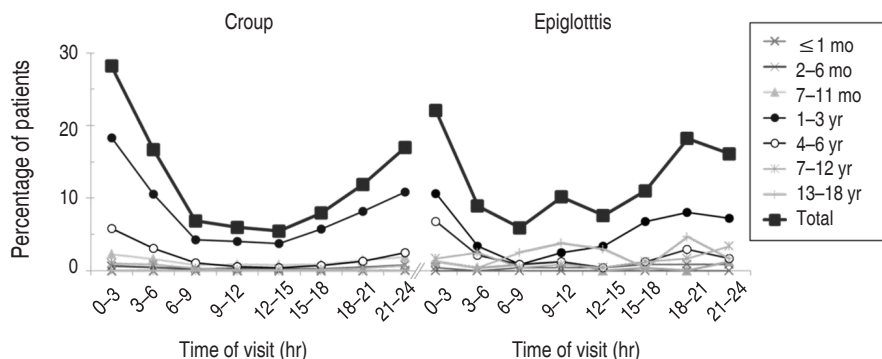 Croup
Epiglotttis
Percentage of patients
30
20
10
0
0–3
3–6
6–9
9–12
12–15
15–18
18–21
21–24
0–3
3–6
6–9
9–12
12–15
15–18
18–21
21–24
Time of visit (hr)
Time of visit (hr)
≤1 mo
2–6 mo
7–11 mo
1–3 yr
4–6 yr
7–12 yr
13–18 yr
Total